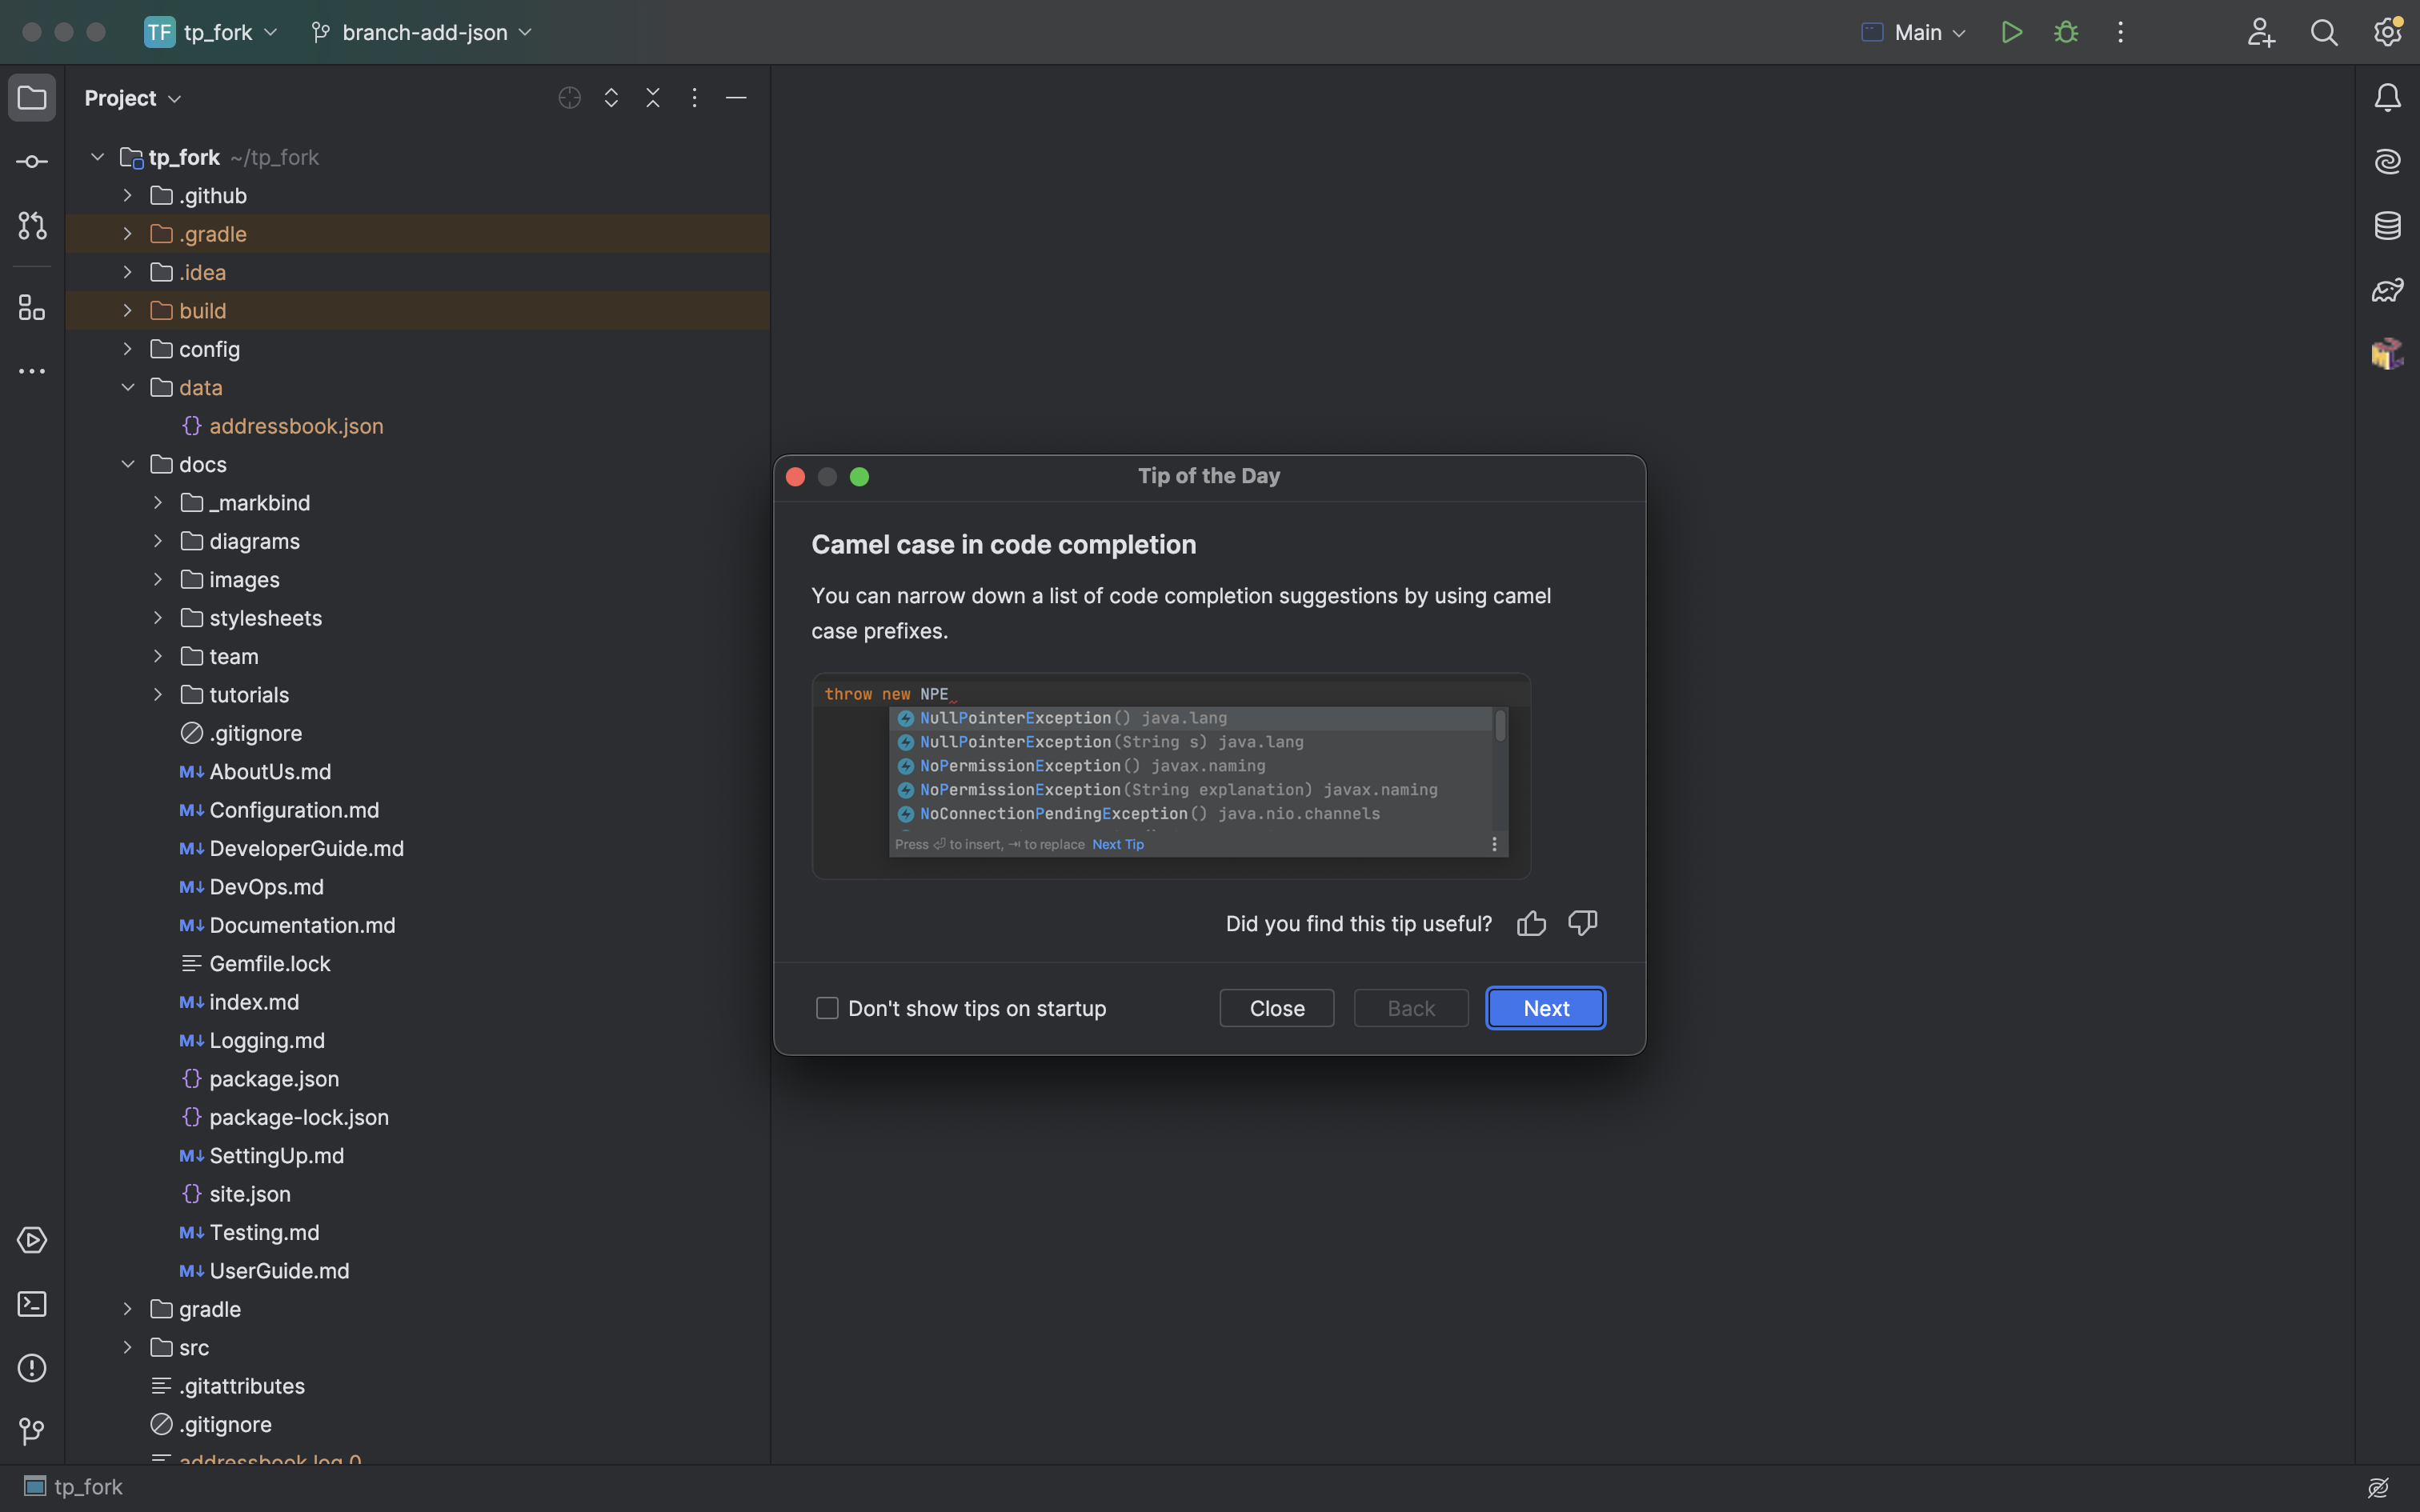 TF tp_fork branch-add-json Main
Project
tp_fork ~/tp_fork
.github
.gradle
.idea
build
config
data
{} addressbook.json
docs
_markbind
diagrams
images
stylesheets
team
tutorials
.gitignore
M↓ AboutUs.md
M↓ Configuration.md
M↓ DeveloperGuide.md
M↓ DevOps.md
M↓ Documentation.md
Gemfile.lock
M↓ index.md
M↓ Logging.md
{} package.json
{} package-lock.json
M↓ SettingUp.md
{} site.json
M↓ Testing.md
M↓ UserGuide.md
gradle
src
.gitattributes
.gitignore
addressbook.log.0
tp_fork
Tip of the Day
Camel case in code completion
You can narrow down a list of code completion suggestions by using camel
case prefixes.
throw new NPE
NullPointerException() java.lang
NullPointerException(String s) java.lang
NoPermissionException() javax.naming
NoPermissionException(String explanation) javax.naming
NoConnectionPendingException() java.nio.channels
Press ⏎ to insert, ⇥ to replace Next Tip
Did you find this tip useful?
Don't show tips on startup Close Back Next